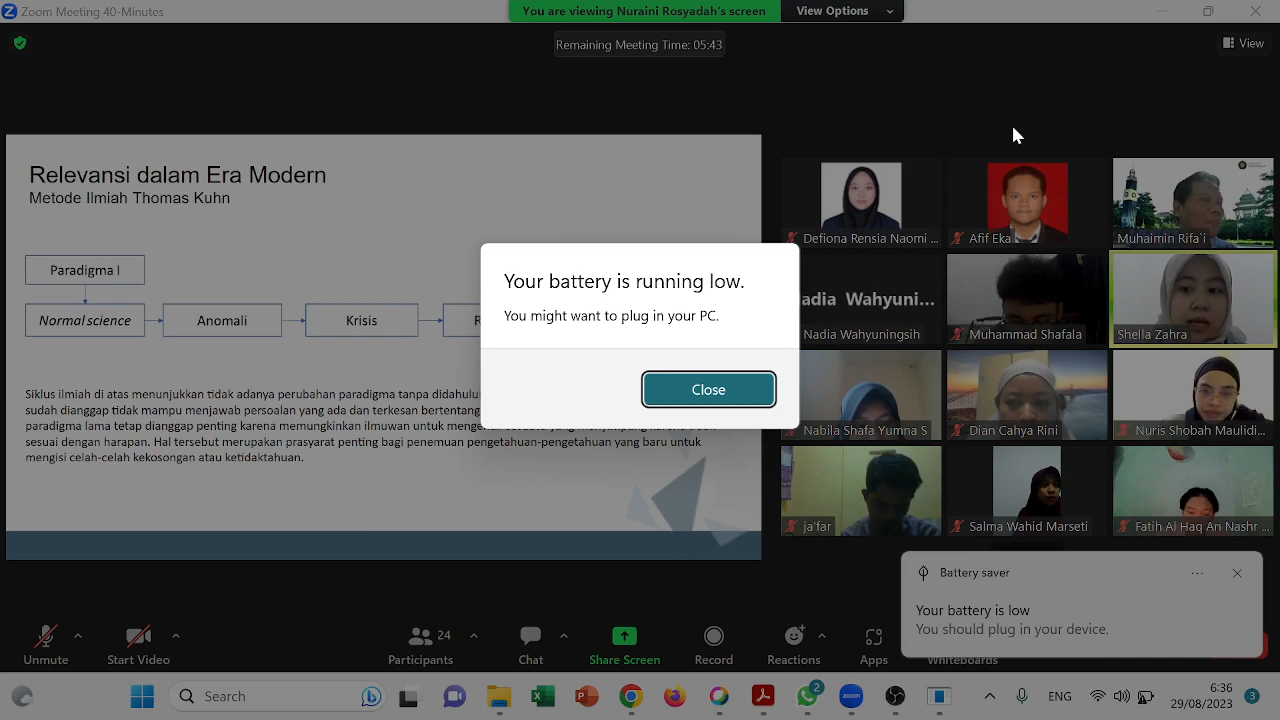 Zoom Meeting 40-Minutes
You are viewing Nuraini Rosyadah's screen
View Options
Remaining Meeting Time: 05:43
View
Relevansi dalam Era Modern
Metode Ilmiah Thomas Kuhn
Paradigma I
Normal science
Anomali
Krisis
Siklus ilmiah di atas menunjukkan tidak adanya perubahan paradigma tanpa didahulu
sudah dianggap tidak mampu menjawab persoalan yang ada dan terkesan bertentang
paradigma lama tetap dianggap penting karena memungkinkan ilmuwan untuk
sesuai dengan harapan. Hal tersebut merupakan prasyarat penting bagi penemuan pengetahuan-pengetahuan yang baru untuk
mengisi celah-celah kekosongan atau ketidaktahuan.
Your battery is running low.
You might want to plug in your PC.
Close
Defiona Rensia Naomi ...
Afif Eka
Muhaimin Rifa'i
adia Wahyuni...
Nadia Wahyuningsih
Muhammad Shafala
Shella Zahra
Nabila Shafa Yumna S
Dian Cahya Rini
Nuris Shobah Maulidi...
ja'far
Salma Wahid Marseti
Fatih Al Haq An Nashr ...
Battery saver
Your battery is low
You should plug in your device.
Unmute
Start Video
24
Participants
Chat
Share Screen
Record
Reactions
Apps
Whiteboards
Search
2
zoom
ENG
6:36
29/08/2023
3